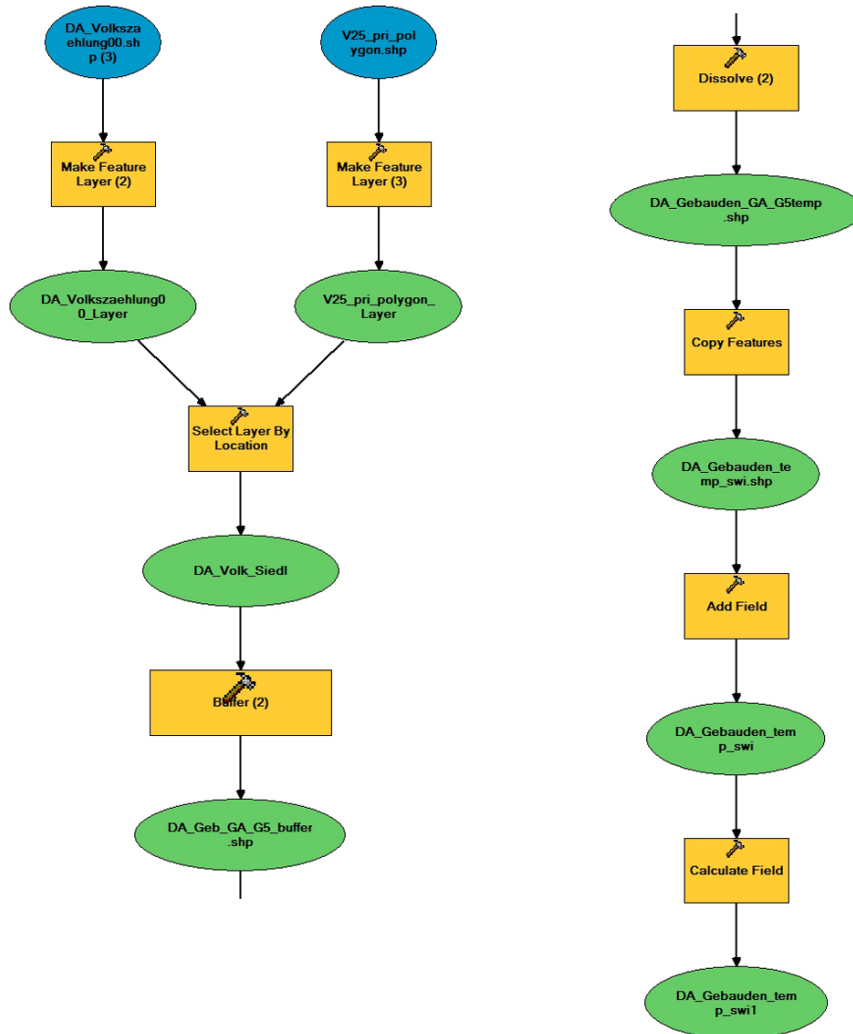 DA_Volksza
ehlung00.sh
p (3)
V25_pri_pol
ygon.shp
Make Feature
Layer (2)
Make Feature
Layer (3)
DA_Volkszaehlung0
0_Layer
V25_pri_polygon_
Layer
Select Layer By
Location
DA_Volk_Siedl
Buffer (2)
DA_Geb_GA_G5_buffer
.shp
Dissolve (2)
DA_Gebauden_GA_G5temp
.shp
Copy Features
DA_Gebauden_te
mp_swi.shp
Add Field
DA_Gebauden_tem
p_swi
Calculate Field
DA_Gebauden_tem
p_swi1